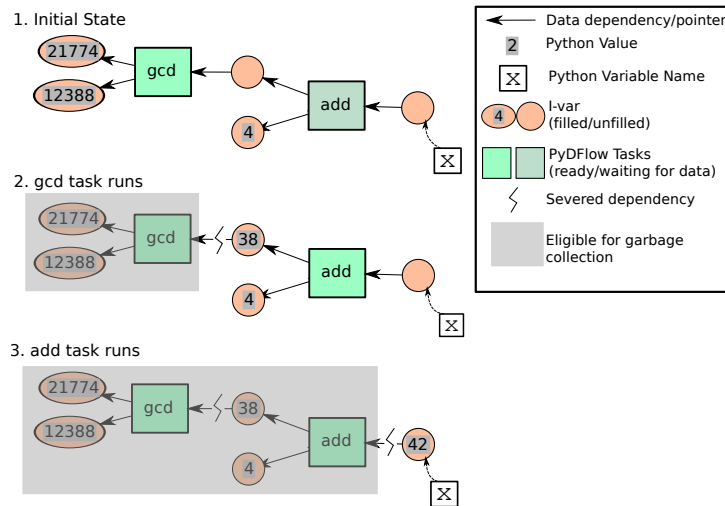 1. Initial State
21774
12388
gcd
4
add
X
2. gcd task runs
21774
12388
gcd
38
4
add
X
3. add task runs
21774
12388
gcd
38
4
add
42
X
Data dependency/pointer
2
Python Value
X
Python Variable Name
4
I-var
(filled/unfilled)
PyDFlow Tasks
(ready/waiting for data)
Severed dependency
Eligible for garbage
collection